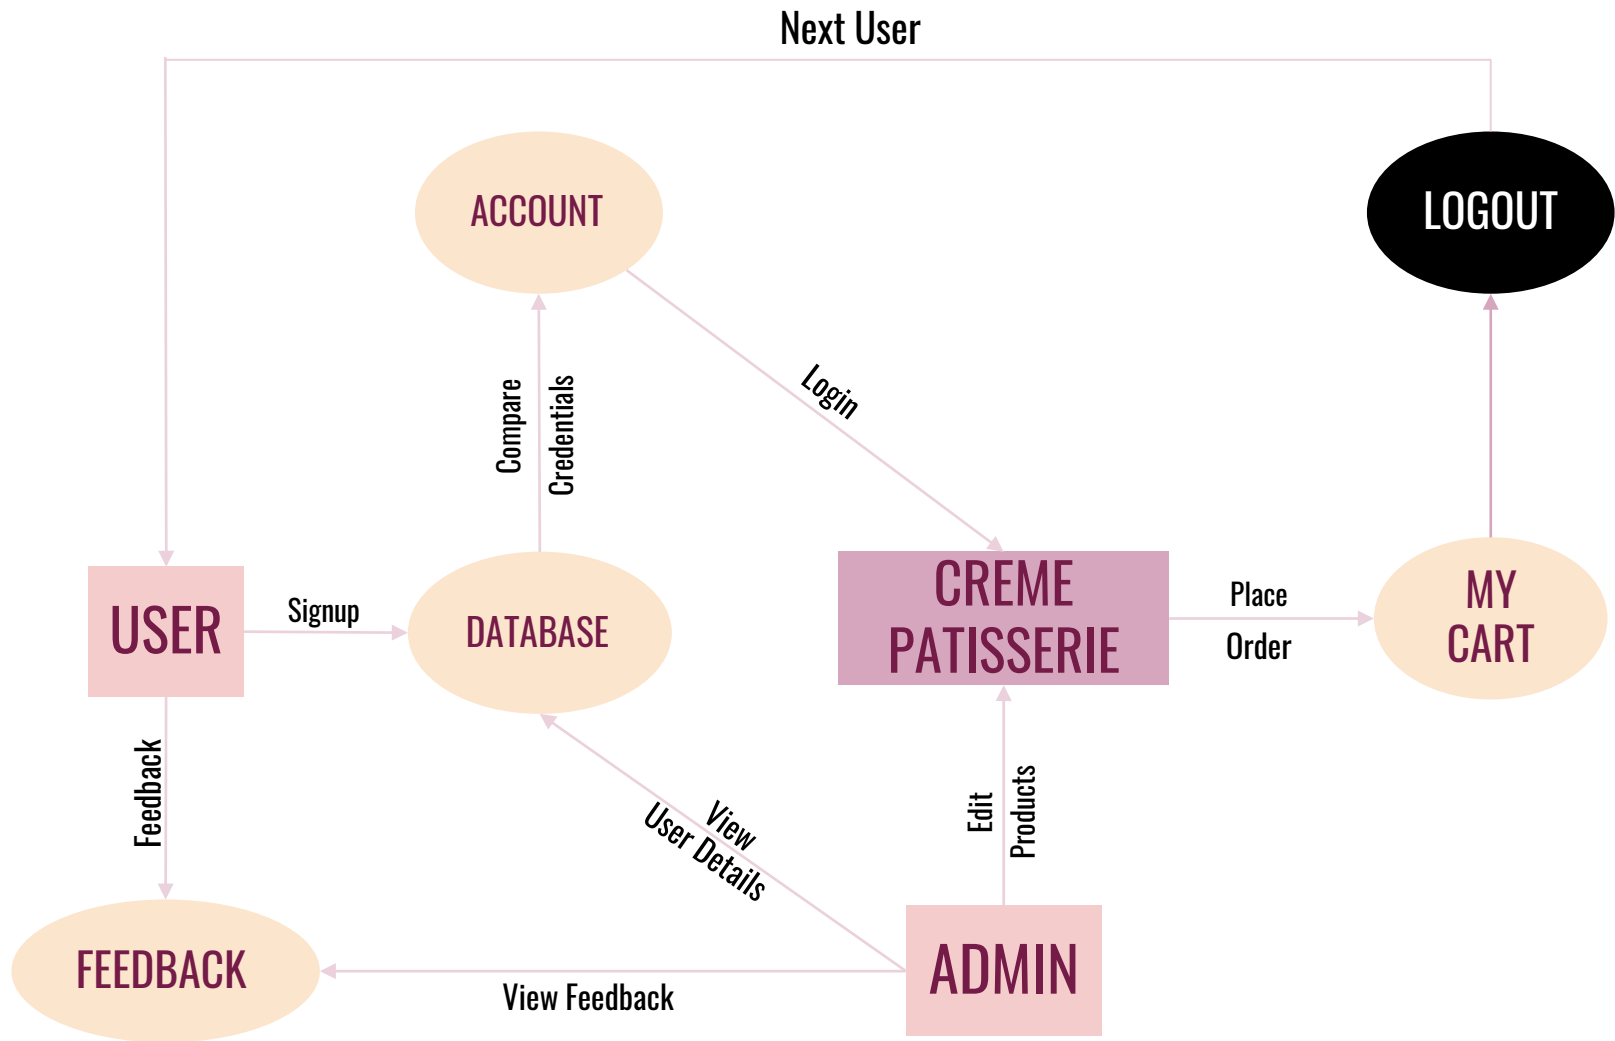 Next User
ACCOUNT
LOGOUT
Login
Compare
Credentials
USER
Signup
DATABASE
CREME
PATISSERIE
Place
Order
MY
CART
Feedback
View
User Details
Edit
Products
FEEDBACK
View Feedback
ADMIN